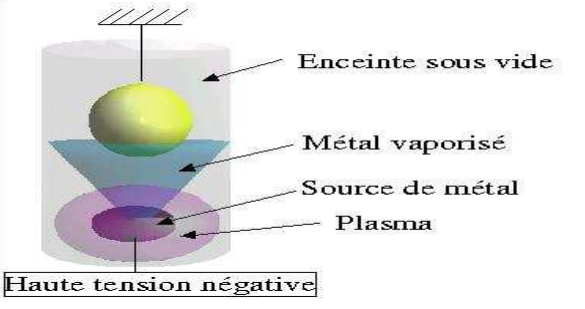 Enceinte sous vide
Métal vaporisé
Source de métal
Plasma
Haute tension négative